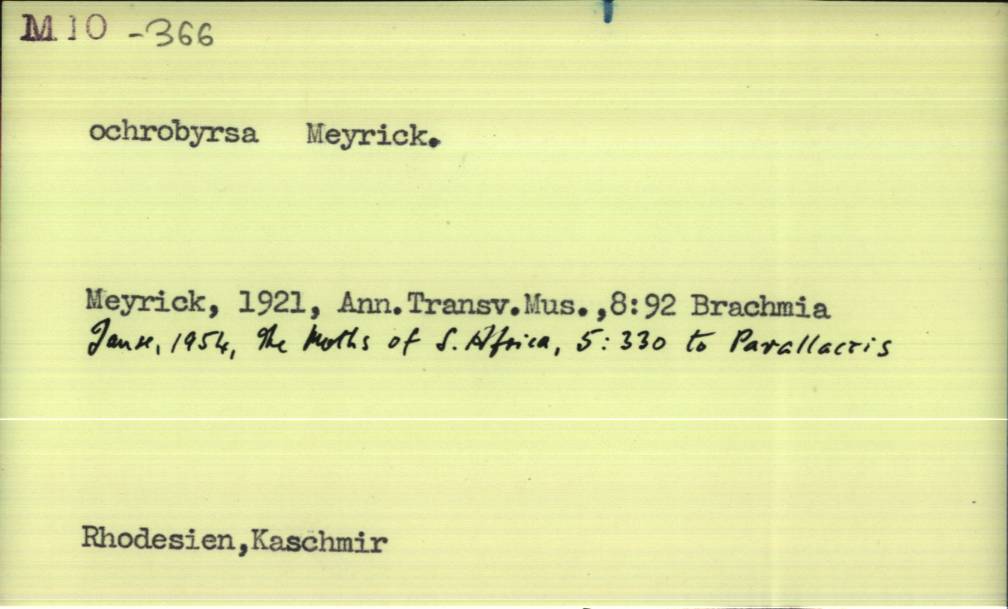 M 10 -366
ochrobyrsa Meyrick.
Meyrick, 1921, Ann.Transv.Mus.,8:92 Brachmia
Janse, 1954, The Moths of S. Africa, 5: 330 to Parallactis
Rhodesien,Kaschmir